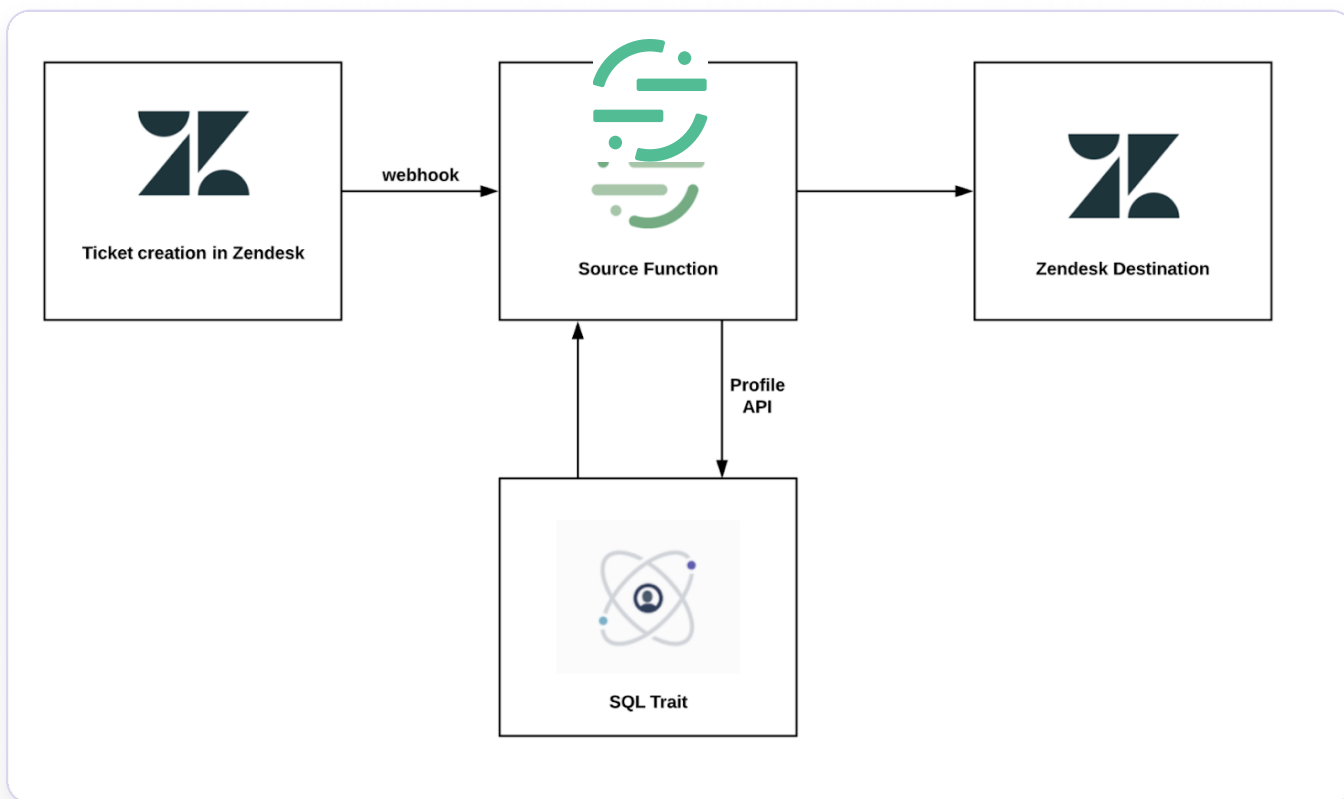 webhook
Ticket creation in Zendesk
Source Function
Zendesk Destination
Profile
API
SQL Trait